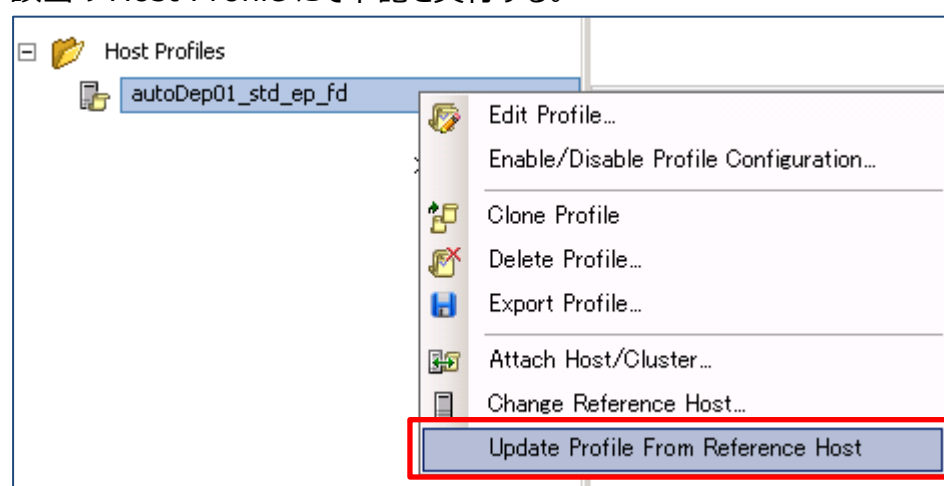 該当のHost Profileにて下記を実行する。
Host Profiles
autoDep01_std_ep_fd
Edit Profile...
Enable/Disable Profile Configuration...
Clone Profile
Delete Profile...
Export Profile...
Attach Host/Cluster...
Change Reference Host...
Update Profile From Reference Host